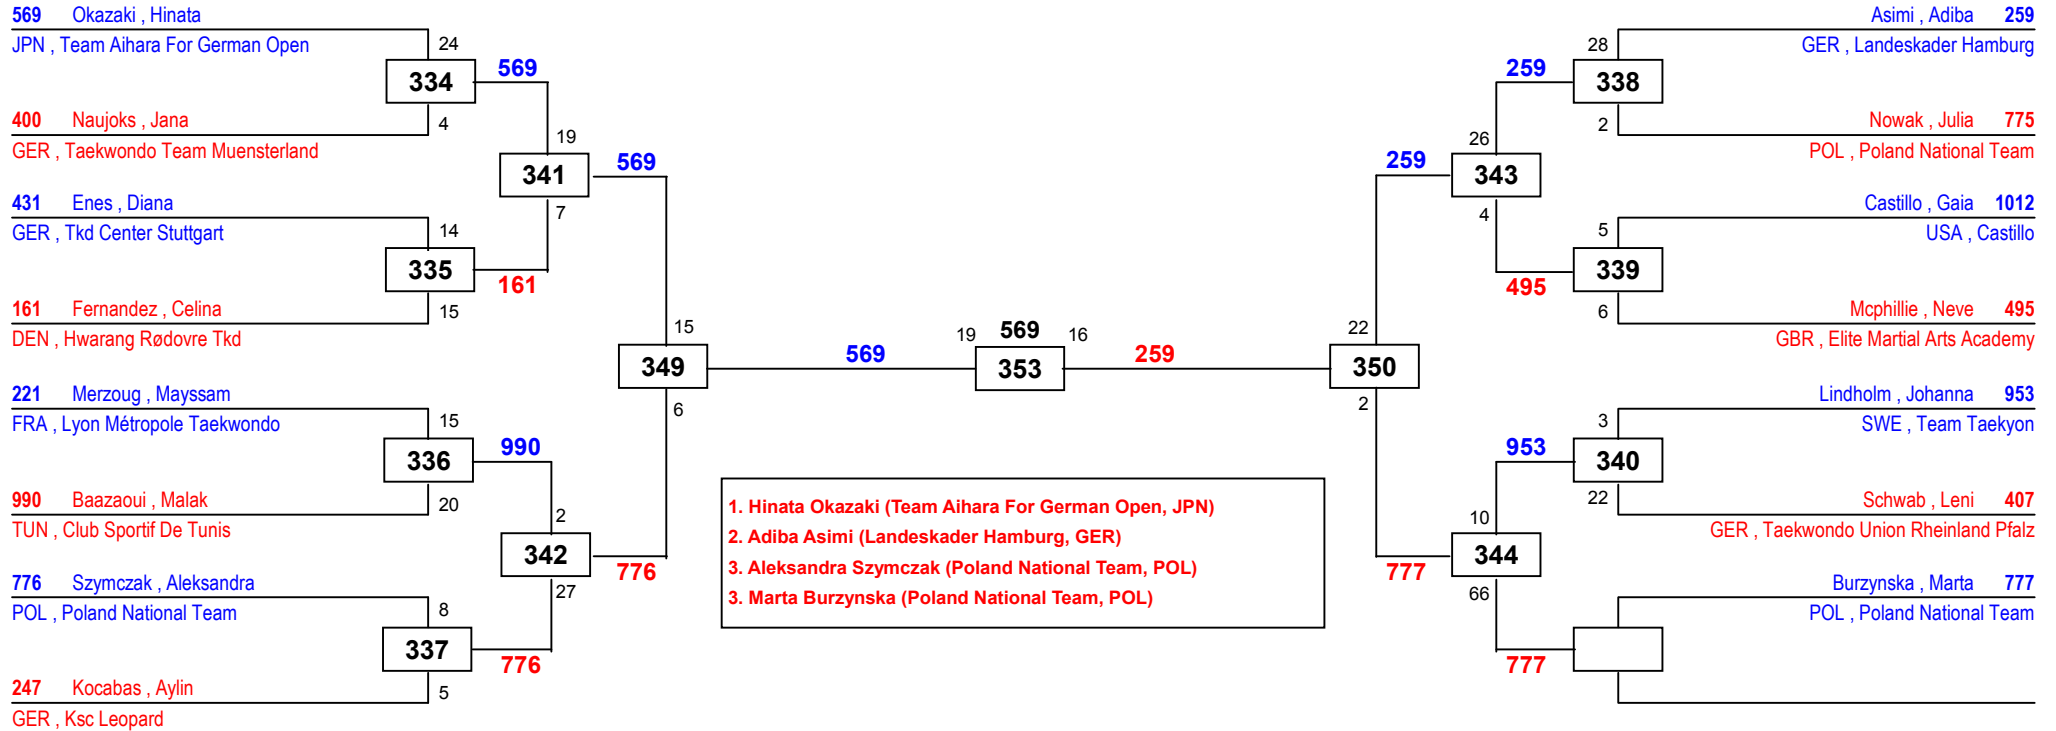 569 Okazaki , Hinata
JPN , Team Aihara For German Open
24
334
569
4
400 Naujoks , Jana
GER , Taekwondo Team Muensterland
19
341
569
7
431 Enes , Diana
GER , Tkd Center Stuttgart
14
335
161
15
161 Fernandez , Celina
DEN , Hwarang Rødovre Tkd
15
349
569
6
221 Merzoug , Mayssam
FRA , Lyon Métropole Taekwondo
15
336
990
20
990 Baazaoui , Malak
TUN , Club Sportif De Tunis
2
342
776
27
776 Szymczak , Aleksandra
POL , Poland National Team
8
337
776
5
247 Kocabas , Aylin
GER , Ksc Leopard
19 569 16
353
1. Hinata Okazaki (Team Aihara For German Open, JPN)
2. Adiba Asimi (Landeskader Hamburg, GER)
3. Aleksandra Szymczak (Poland National Team, POL)
3. Marta Burzynska (Poland National Team, POL)
Asimi , Adiba 259
GER , Landeskader Hamburg
28
259
338
2
Nowak , Julia 775
POL , Poland National Team
26
259
343
4
Castillo , Gaia 1012
USA , Castillo
5
339
495
6
Mcphillie , Neve 495
GBR , Elite Martial Arts Academy
22
259
350
2
Lindholm , Johanna 953
SWE , Team Taekyon
3
953
340
22
Schwab , Leni 407
GER , Taekwondo Union Rheinland Pfalz
10
344
777
66
Burzynska , Marta 777
POL , Poland National Team
777